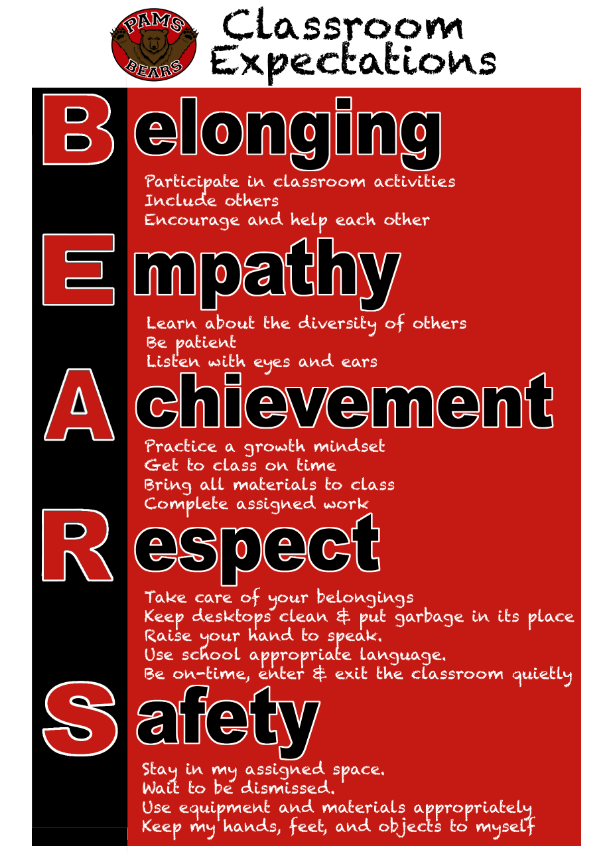 PAMS
BEARS
Classroom
Expectations
Belonging
Participate in classroom activities
Include others
Encourage and help each other
Empathy
Learn about the diversity of others
Be patient
Listen with eyes and ears
Achievement
Practice a growth mindset
Get to class on time
Bring all materials to class
Complete assigned work
Respect
Take care of your belongings
Keep desktops clean & put garbage in its place
Raise your hand to speak.
Use school appropriate language.
Be on-time, enter & exit the classroom quietly
Safety
Stay in my assigned space.
Wait to be dismissed.
Use equipment and materials appropriately
Keep my hands, feet, and objects to myself